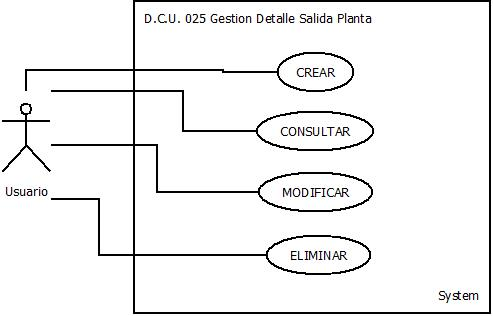 D.C.U. 025 Gestion Detalle Salida Planta
CREAR
CONSULTAR
MODIFICAR
Usuario
ELIMINAR
System